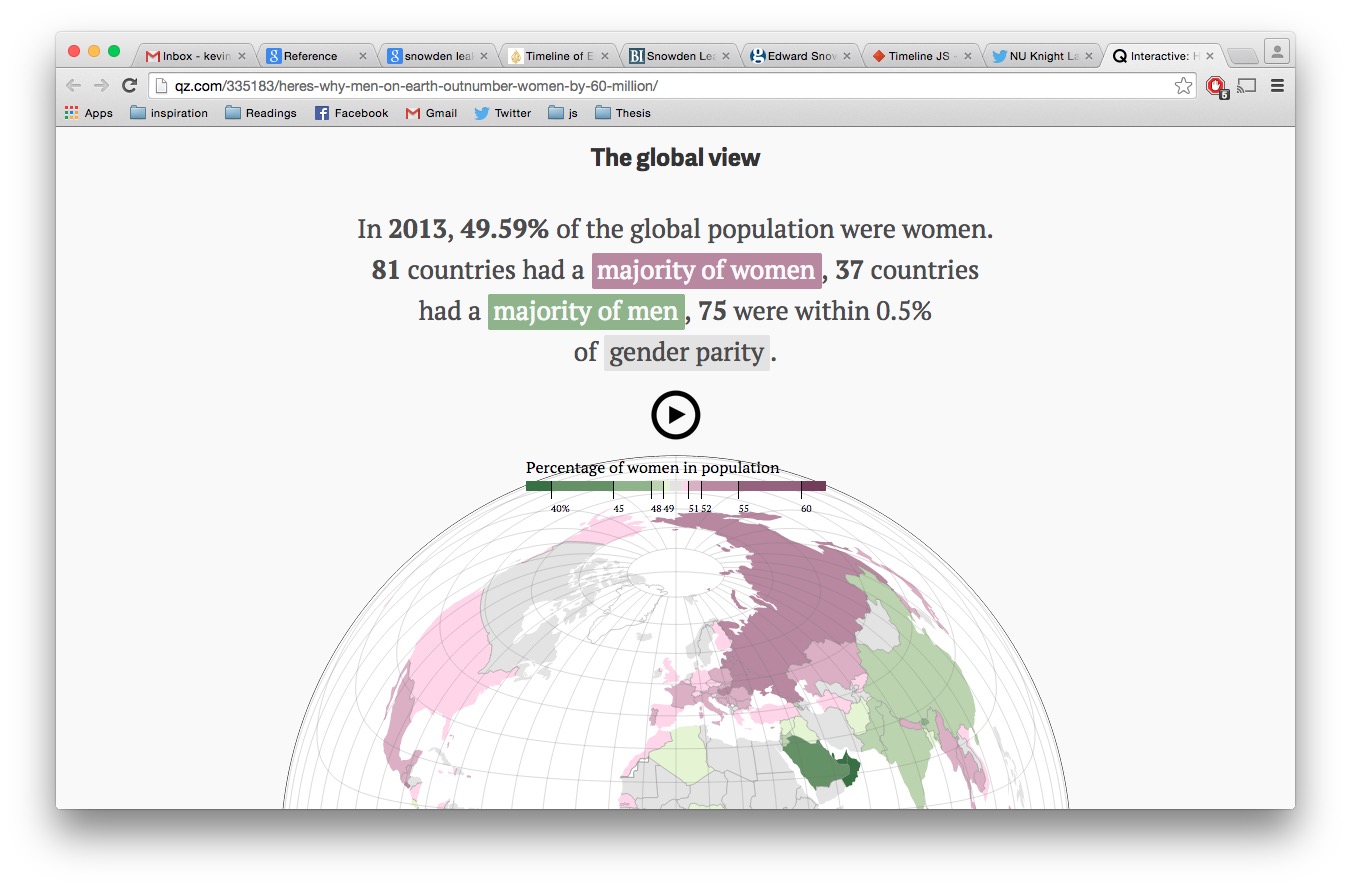 Inbox - kevin
Reference
snowden leal
Timeline of E
BI Snowden Le
Edward Snow
Timeline JS -
NU Knight La
Q Interactive: H
qz.com/335183/heres-why-men-on-earth-outnumber-women-by-60-million/
6
Apps inspiration Readings Facebook Gmail Twitter js Thesis
The global view
In 2013, 49.59% of the global population were women.
81 countries had a majority of women, 37 countries
had a majority of men, 75 were within 0.5%
of gender parity.
Percentage of women in population
40% 45 48 49 51 52 55 60